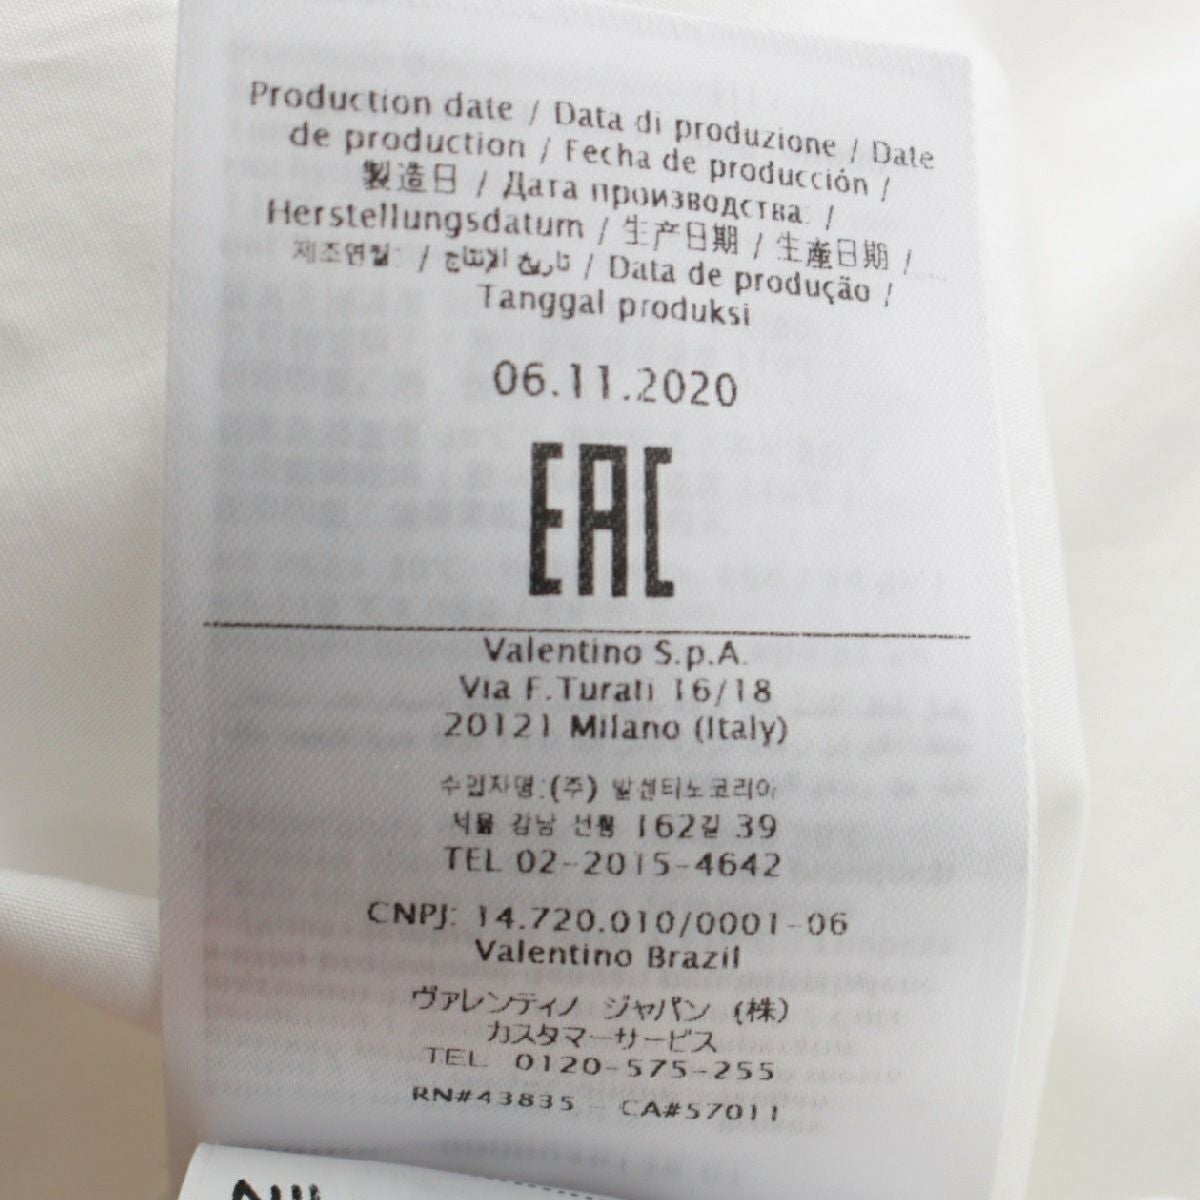 Production date / Data di produzione / Date
de production / Fecha de producción /
製造日 / Дата производства: /
Herstellungsdatum / 生产日期 / 生產日期 /
제조연월: / تاريخ الإنتاج / Data de produção /
Tanggal produksi
06.11.2020
EAC
Valentino S.p.A.
Via F.Turati 16/18
20121 Milano (Italy)
수입자명:(주) 발렌티노코리아
서울 강남 선릉 162길 39
TEL 02-2015-4642
CNPJ: 14.720.010/0001-06
Valentino Brazil
ヴァレンティノ ジャパン (株)
カスタマーサービス
TEL 0120-575-255
RN#43835 CA#57011